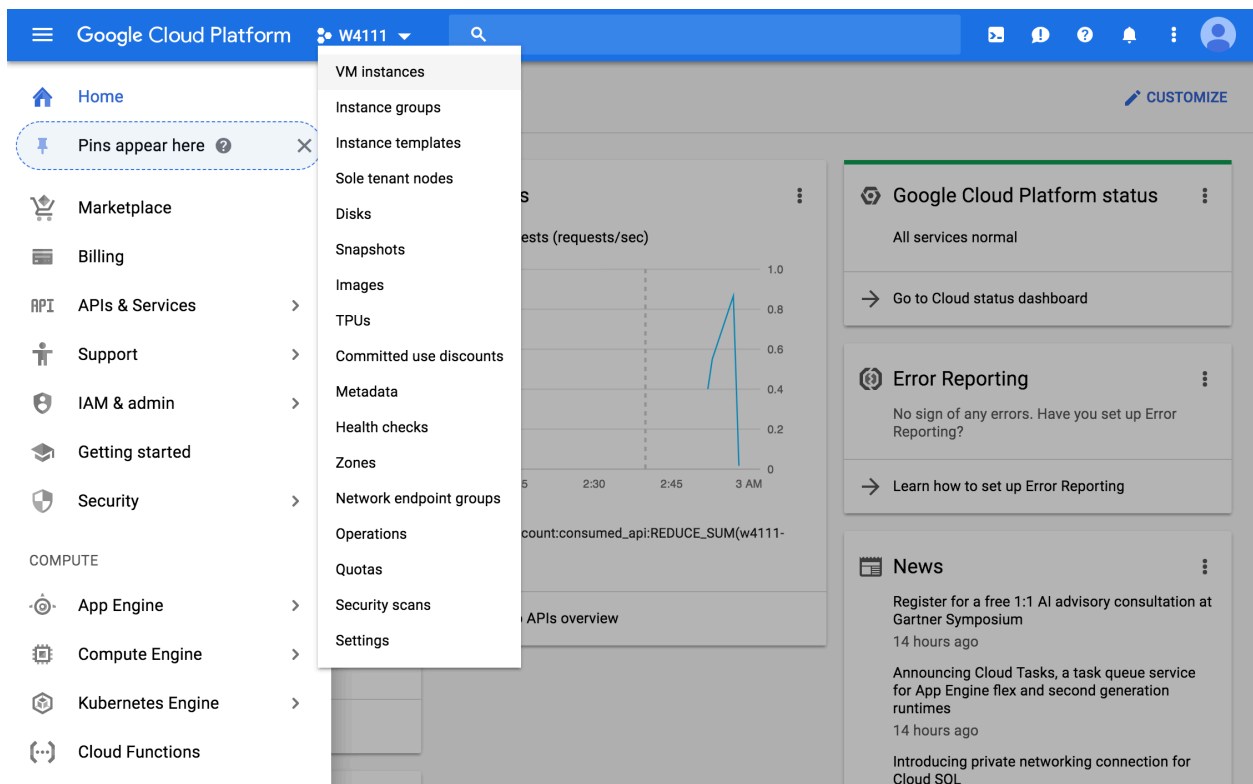 Google Cloud Platform
W4111
Home
Pins appear here
Marketplace
Billing
API
APIs & Services
Support
IAM & admin
Getting started
Security
COMPUTE
App Engine
Compute Engine
Kubernetes Engine
Cloud Functions
VM instances
Instance groups
Instance templates
Sole tenant nodes
Disks
Snapshots
Images
TPUs
Committed use discounts
Metadata
Health checks
Zones
Network endpoint groups
Operations
Quotas
Security scans
Settings
CUSTOMIZE
s
ests (requests/sec)
1.0
0.8
0.6
0.4
0.2
0
5
2:30
2:45
3 AM
count:consumed_api:REDUCE_SUM(w4111-
APIs overview
Google Cloud Platform status
All services normal
Go to Cloud status dashboard
Error Reporting
No sign of any errors. Have you set up Error
Reporting?
Learn how to set up Error Reporting
News
Register for a free 1:1 AI advisory consultation at
Gartner Symposium
14 hours ago
Announcing Cloud Tasks, a task queue service
for App Engine flex and second generation
runtimes
14 hours ago
Introducing private networking connection for
Cloud SQL